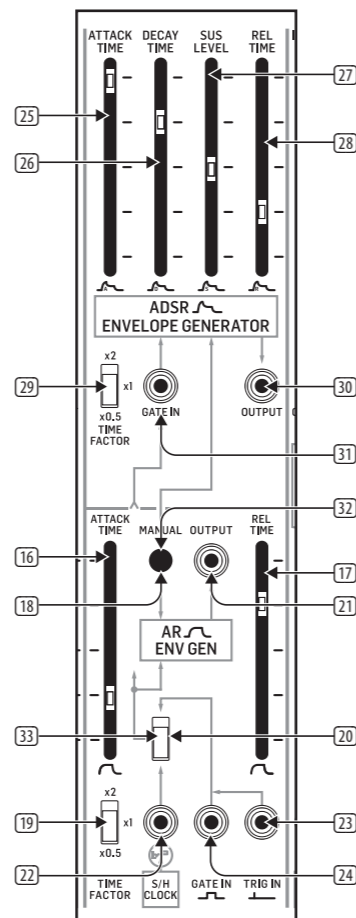 ATTACK TIME
DECAY TIME
SUS LEVEL
REL TIME
27
25
28
26
A
D
S
R
ADSR
ENVELOPE GENERATOR
x2
x1
x0.5
TIME FACTOR
29
GATE IN
OUTPUT
30
31
32
ATTACK TIME
MANUAL
OUTPUT
REL TIME
16
17
18
21
AR
ENV GEN
33
20
x2
x1
x0.5
19
23
22
24
TIME FACTOR
S/H CLOCK
GATE IN
TRIG IN